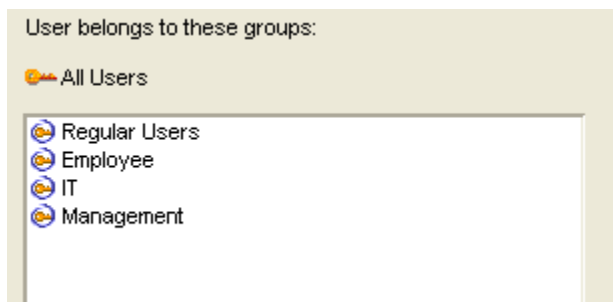 User belongs to these groups:
All Users
Regular Users
Employee
IT
Management